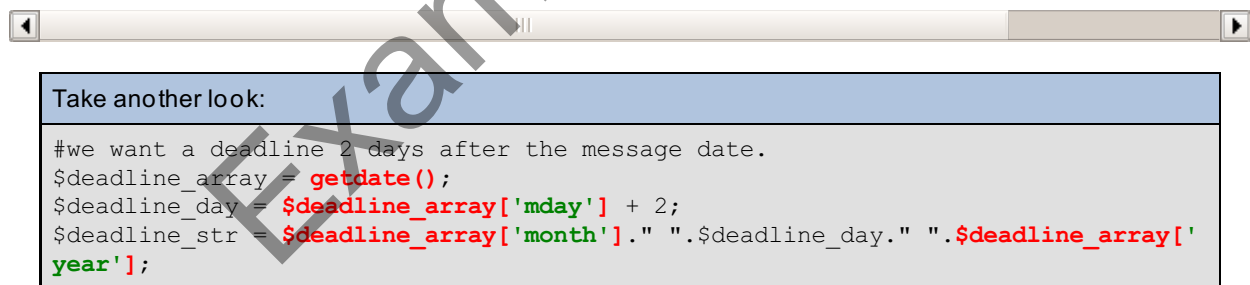 Take another look:
#we want a deadline 2 days after the message date.
$deadline_array = getdate();
$deadline_day = $deadline_array['mday'] + 2;
$deadline_str = $deadline_array['month']." ".$deadline_day." ".$deadline_array['
year'];